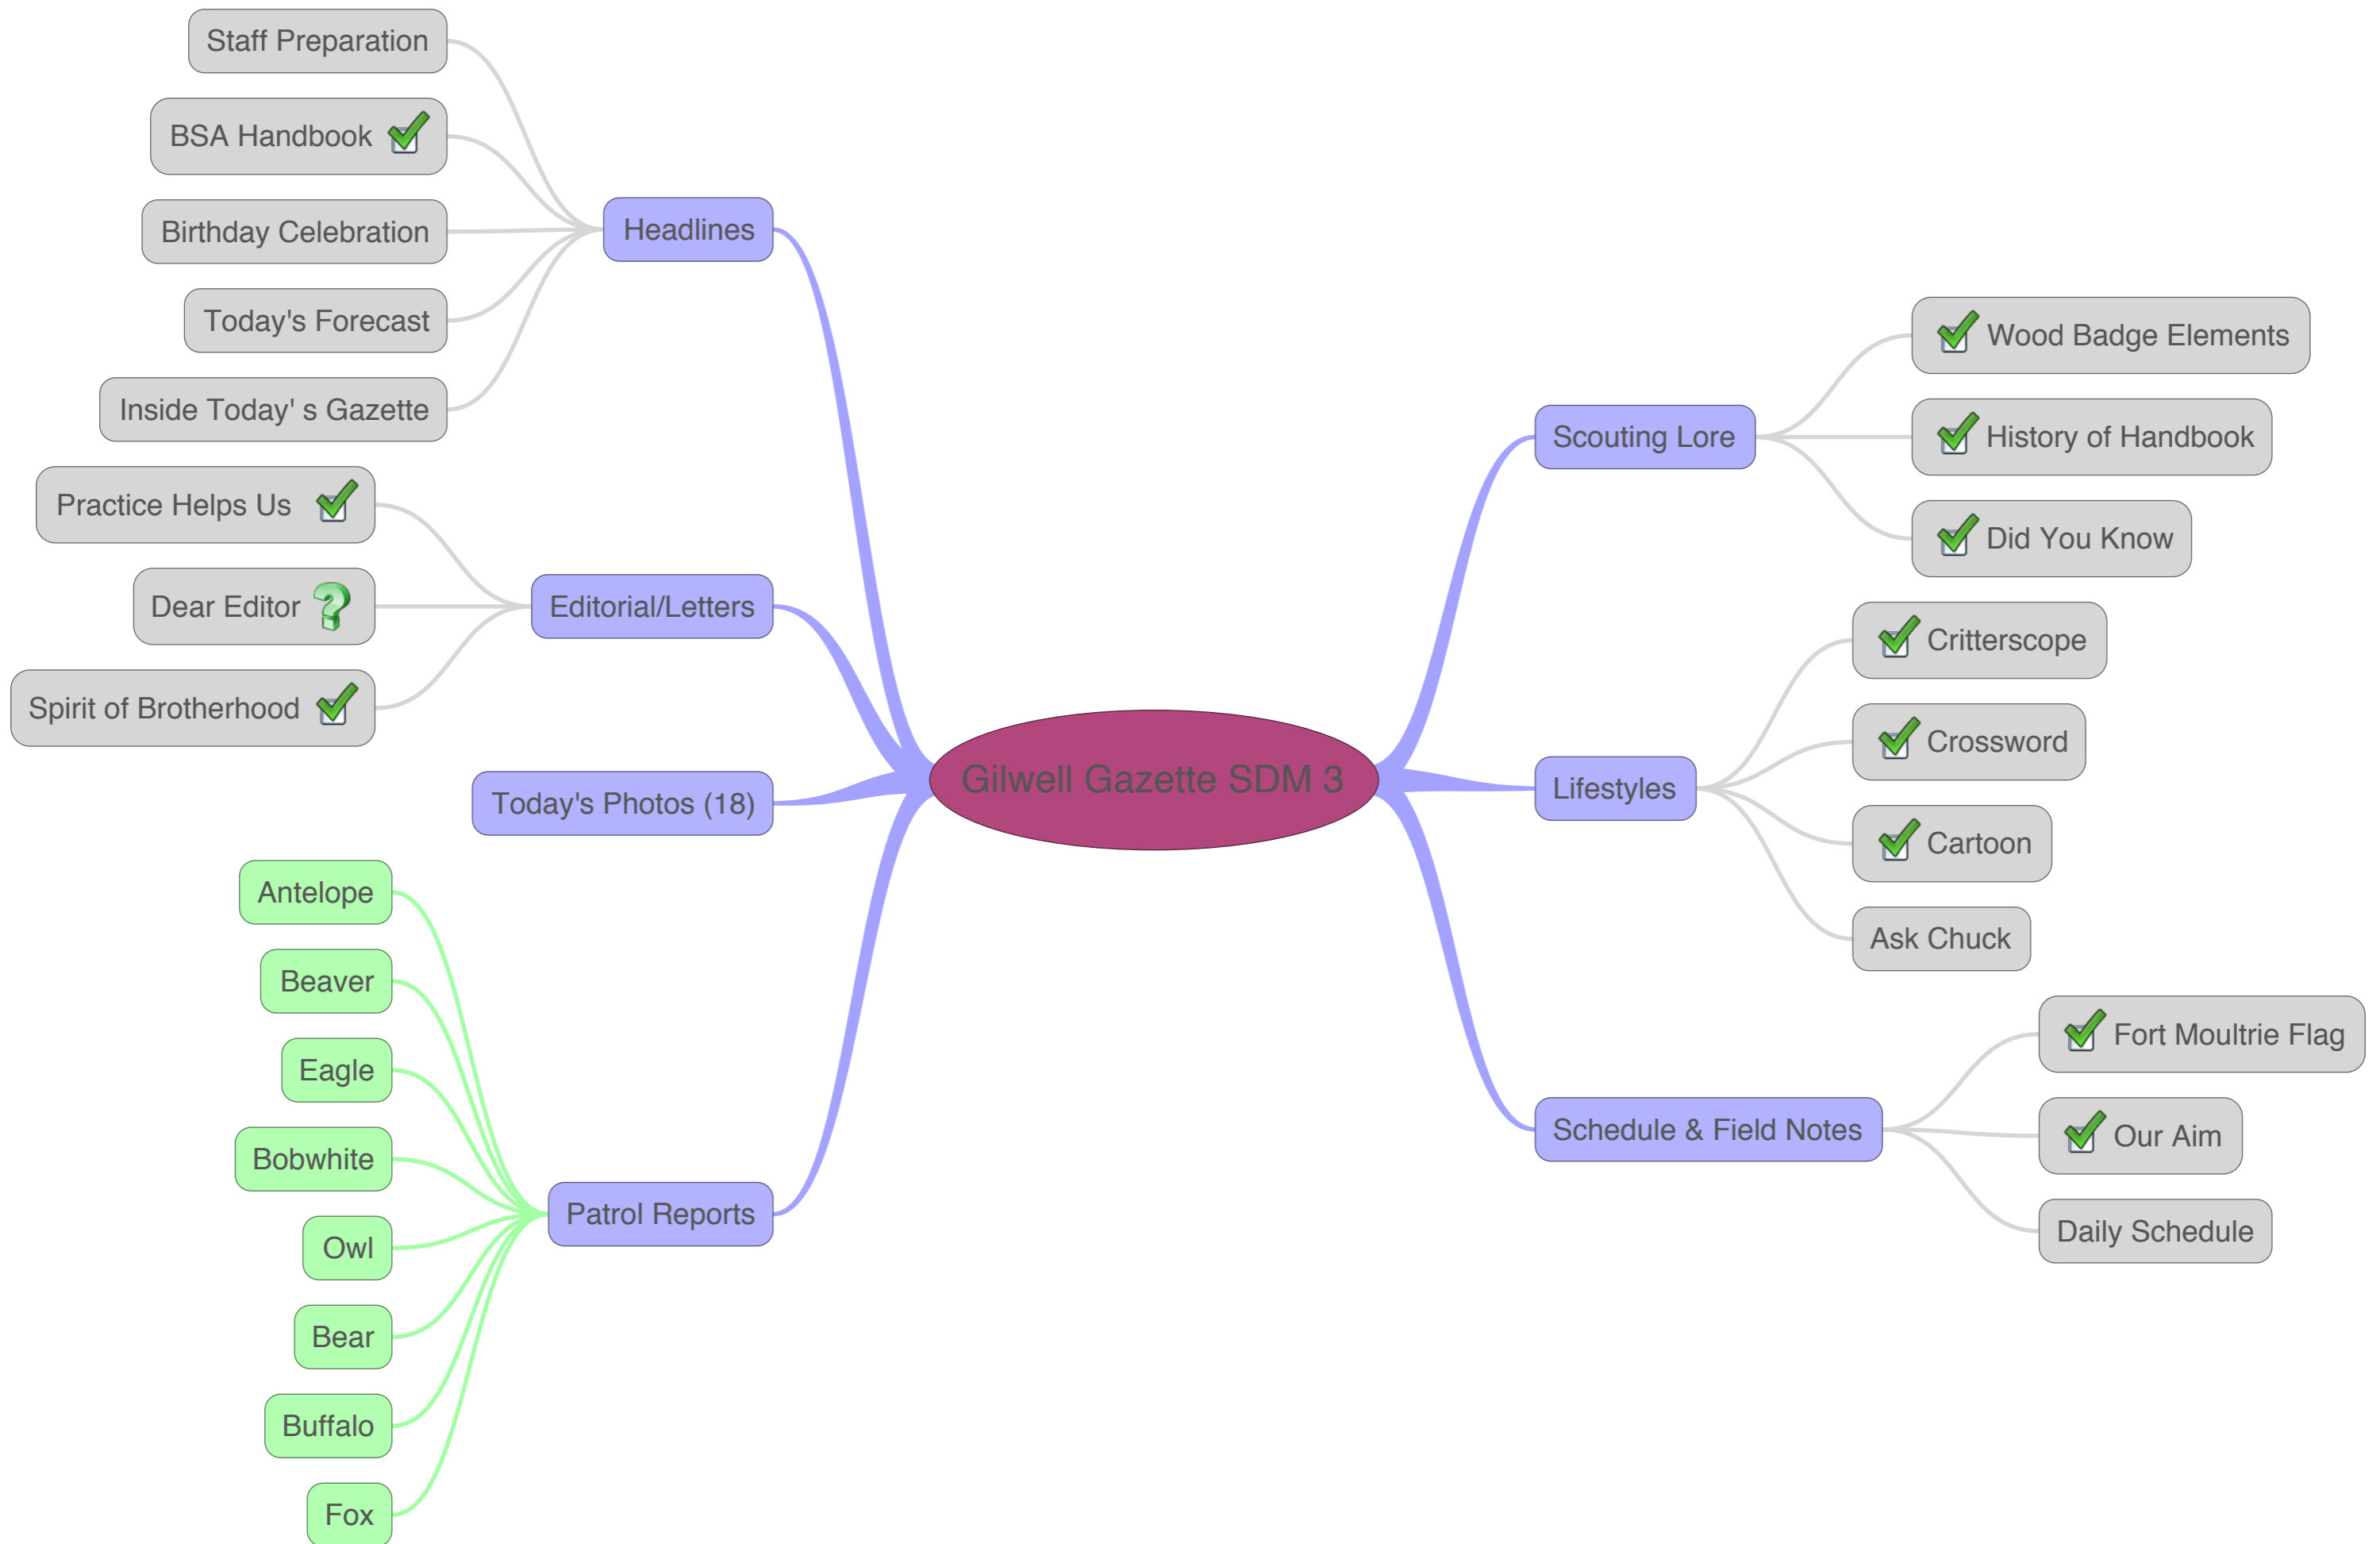 Gilwell Gazette SDM 3
Headlines
Staff Preparation
BSA Handbook
Birthday Celebration
Today's Forecast
Inside Today' s Gazette
Editorial/Letters
Practice Helps Us
Dear Editor
Spirit of Brotherhood
Today's Photos (18)
Patrol Reports
Antelope
Beaver
Eagle
Bobwhite
Owl
Bear
Buffalo
Fox
Scouting Lore
Wood Badge Elements
History of Handbook
Did You Know
Lifestyles
Critterscope
Crossword
Cartoon
Ask Chuck
Schedule & Field Notes
Fort Moultrie Flag
Our Aim
Daily Schedule